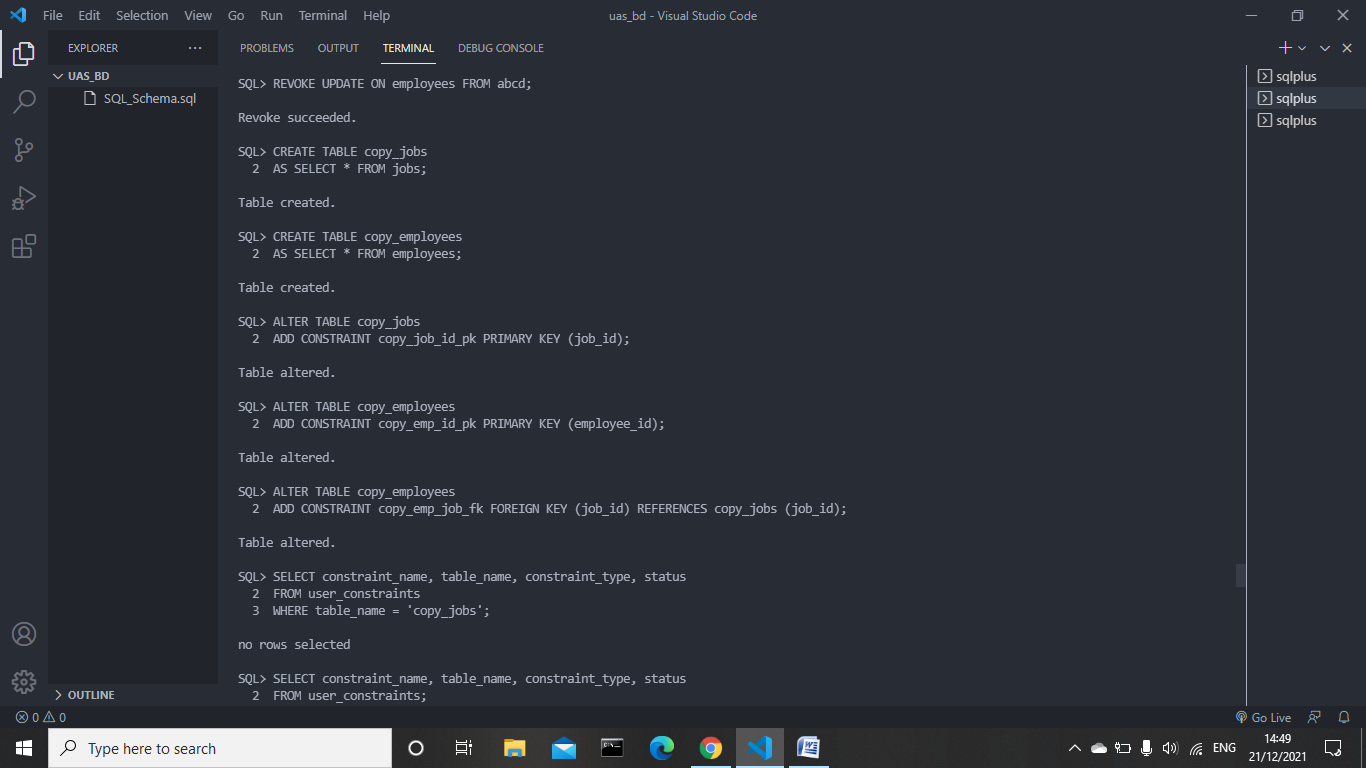 File Edit Selection View Go Run Terminal Help
uas_bd - Visual Studio Code
EXPLORER
UAS_BD
SQL_Schema.sql
OUTLINE
PROBLEMS OUTPUT TERMINAL DEBUG CONSOLE
SQL> REVOKE UPDATE ON employees FROM abcd;
Revoke succeeded.
SQL> CREATE TABLE copy_jobs
2 AS SELECT * FROM jobs;
Table created.
SQL> CREATE TABLE copy_employees
2 AS SELECT * FROM employees;
Table created.
SQL> ALTER TABLE copy_jobs
2 ADD CONSTRAINT copy_job_id_pk PRIMARY KEY (job_id);
Table altered.
SQL> ALTER TABLE copy_employees
2 ADD CONSTRAINT copy_emp_id_pk PRIMARY KEY (employee_id);
Table altered.
SQL> ALTER TABLE copy_employees
2 ADD CONSTRAINT copy_emp_job_fk FOREIGN KEY (job_id) REFERENCES copy_jobs (job_id);
Table altered.
SQL> SELECT constraint_name, table_name, constraint_type, status
2 FROM user_constraints
3 WHERE table_name = 'copy_jobs';
no rows selected
SQL> SELECT constraint_name, table_name, constraint_type, status
2 FROM user_constraints;
sqlplus
sqlplus
sqlplus
0 0
Go Live
Type here to search
ENG
14:49
21/12/2021